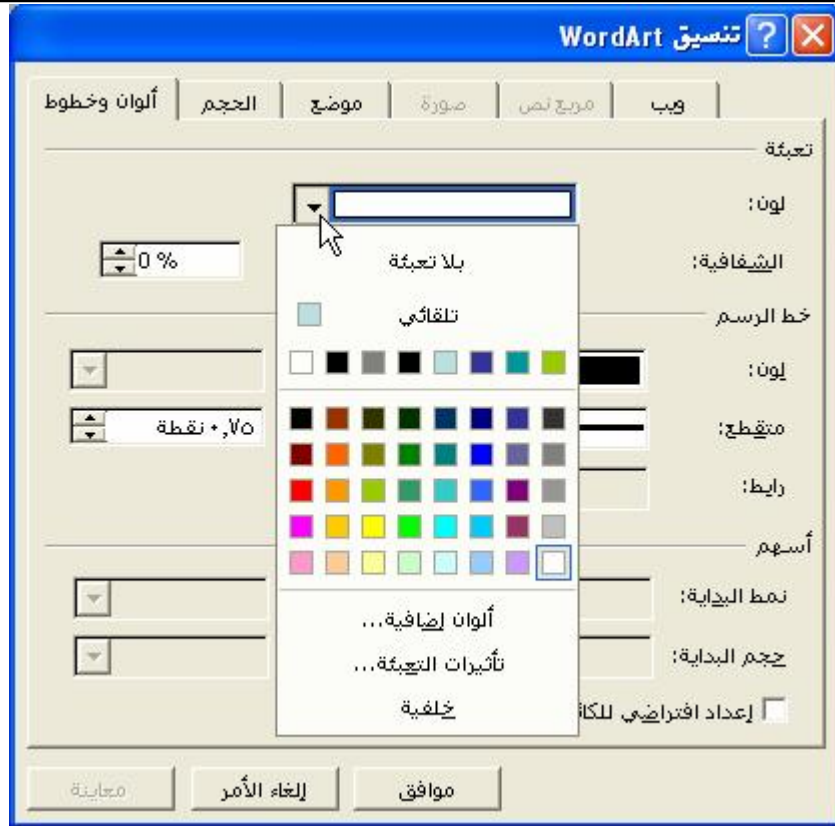 تنسيق WordArt
ألوان وخطوط الحجم موضع صورة مربع نص ويب
تعبئة
لون:
الشفافية: 0 %
بلا تعبئة
تلقائي
خط الرسم
لون:
متقطع: ٠,٧٥ نقطة
رابط:
أسهم
نمط البداية:
حجم البداية:
ألوان إضافية...
تأثيرات التعبئة...
خلفية
إعداد افتراضي
موافق إلغاء الأمر معاينة